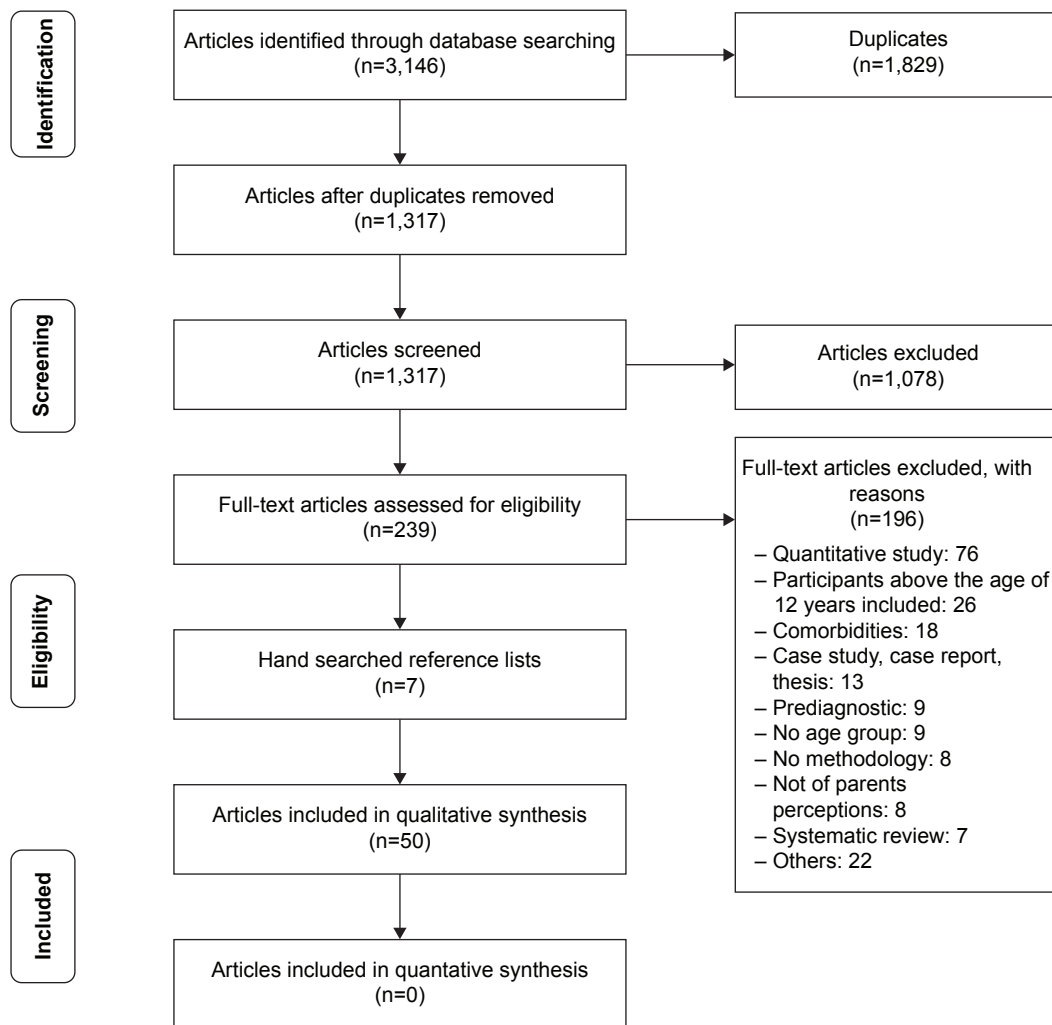 Identification
Articles identified through database searching
(n=3,146)
Duplicates
(n=1,829)
Articles after duplicates removed
(n=1,317)
Screening
Articles screened
(n=1,317)
Articles excluded
(n=1,078)
Full-text articles assessed for eligibility
(n=239)
Full-text articles excluded, with
reasons
(n=196)
– Quantitative study: 76
– Participants above the age of
12 years included: 26
– Comorbidities: 18
– Case study, case report,
thesis: 13
– Prediagnostic: 9
– No age group: 9
– No methodology: 8
– Not of parents
perceptions: 8
– Systematic review: 7
– Others: 22
Eligibility
Hand searched reference lists
(n=7)
Articles included in qualitative synthesis
(n=50)
Included
Articles included in quantative synthesis
(n=0)